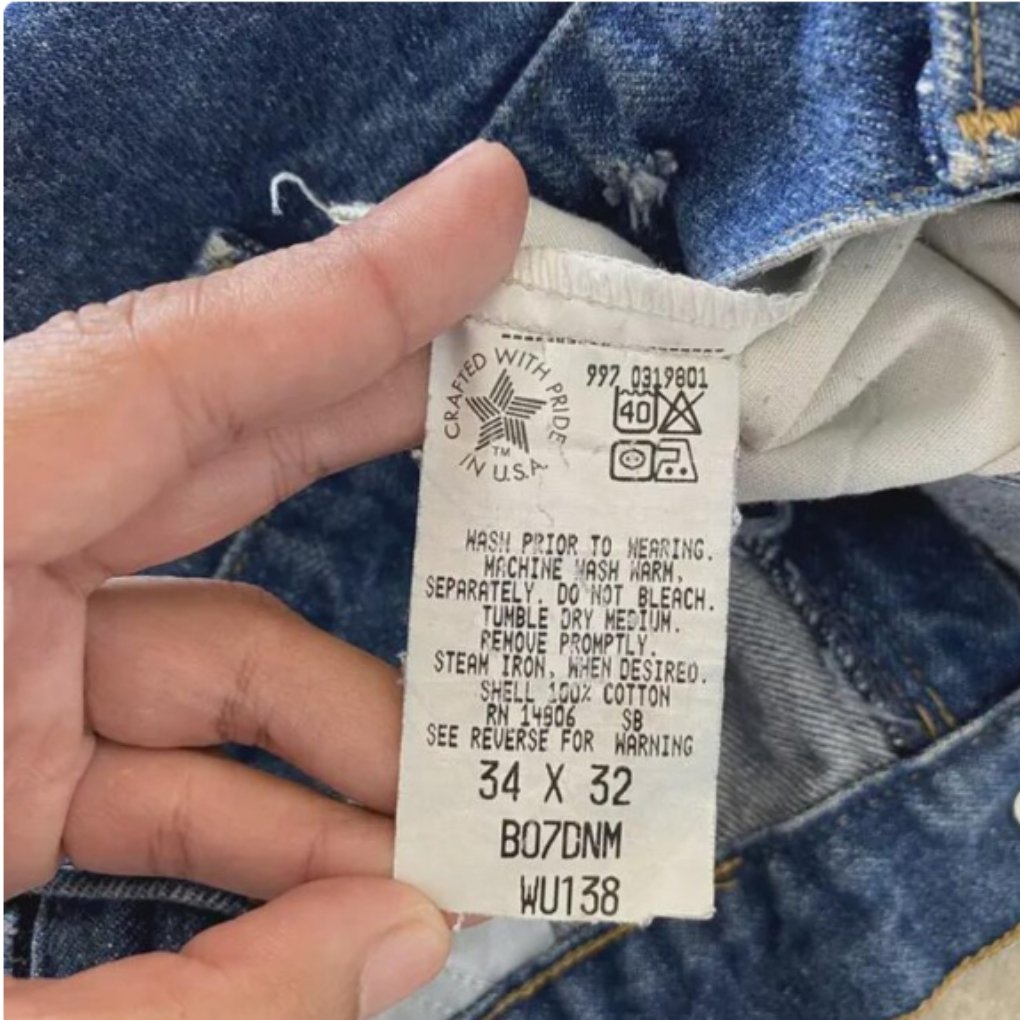 CRAFTED WITH PRIDE
IN U.S.A.
TM
997 0319801
40
WASH PRIOR TO WEARING.
MACHINE WASH WARM,
SEPARATELY. DO NOT BLEACH.
TUMBLE DRY MEDIUM.
REMOVE PROMPTLY.
STEAM IRON, WHEN DESIRED.
SHELL 100% COTTON
RN 14806 SB
SEE REVERSE FOR WARNING
34 X 32
B07DNM
WU138